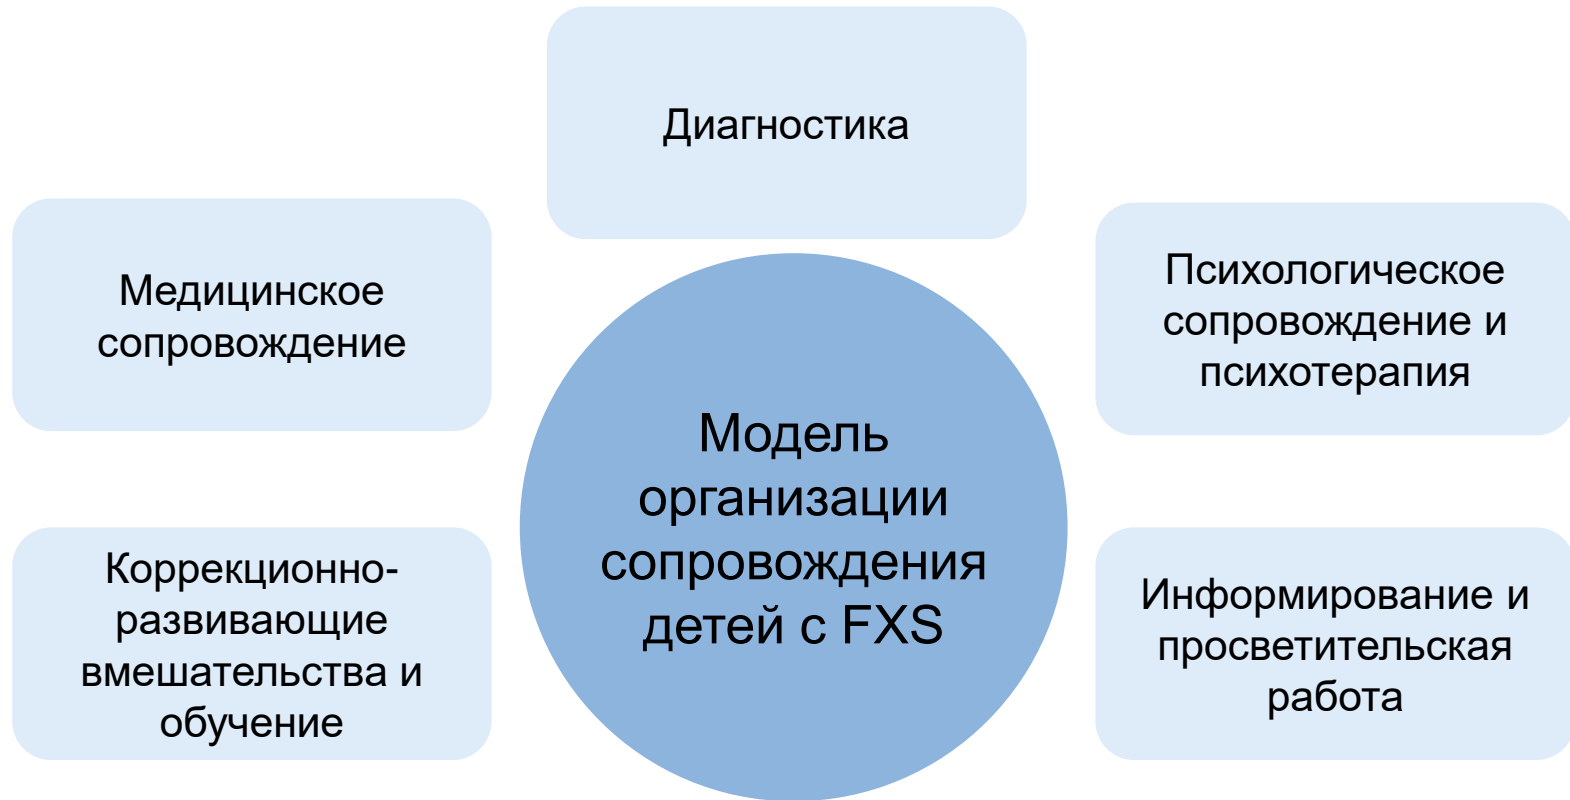 Диагностика
Медицинское
сопровождение
Психологическое
сопровождение и
психотерапия
Модель
организации
сопровождения
детей с FXS
Коррекционно-
развивающие
вмешательства и
обучение
Информирование и
просветительская
работа